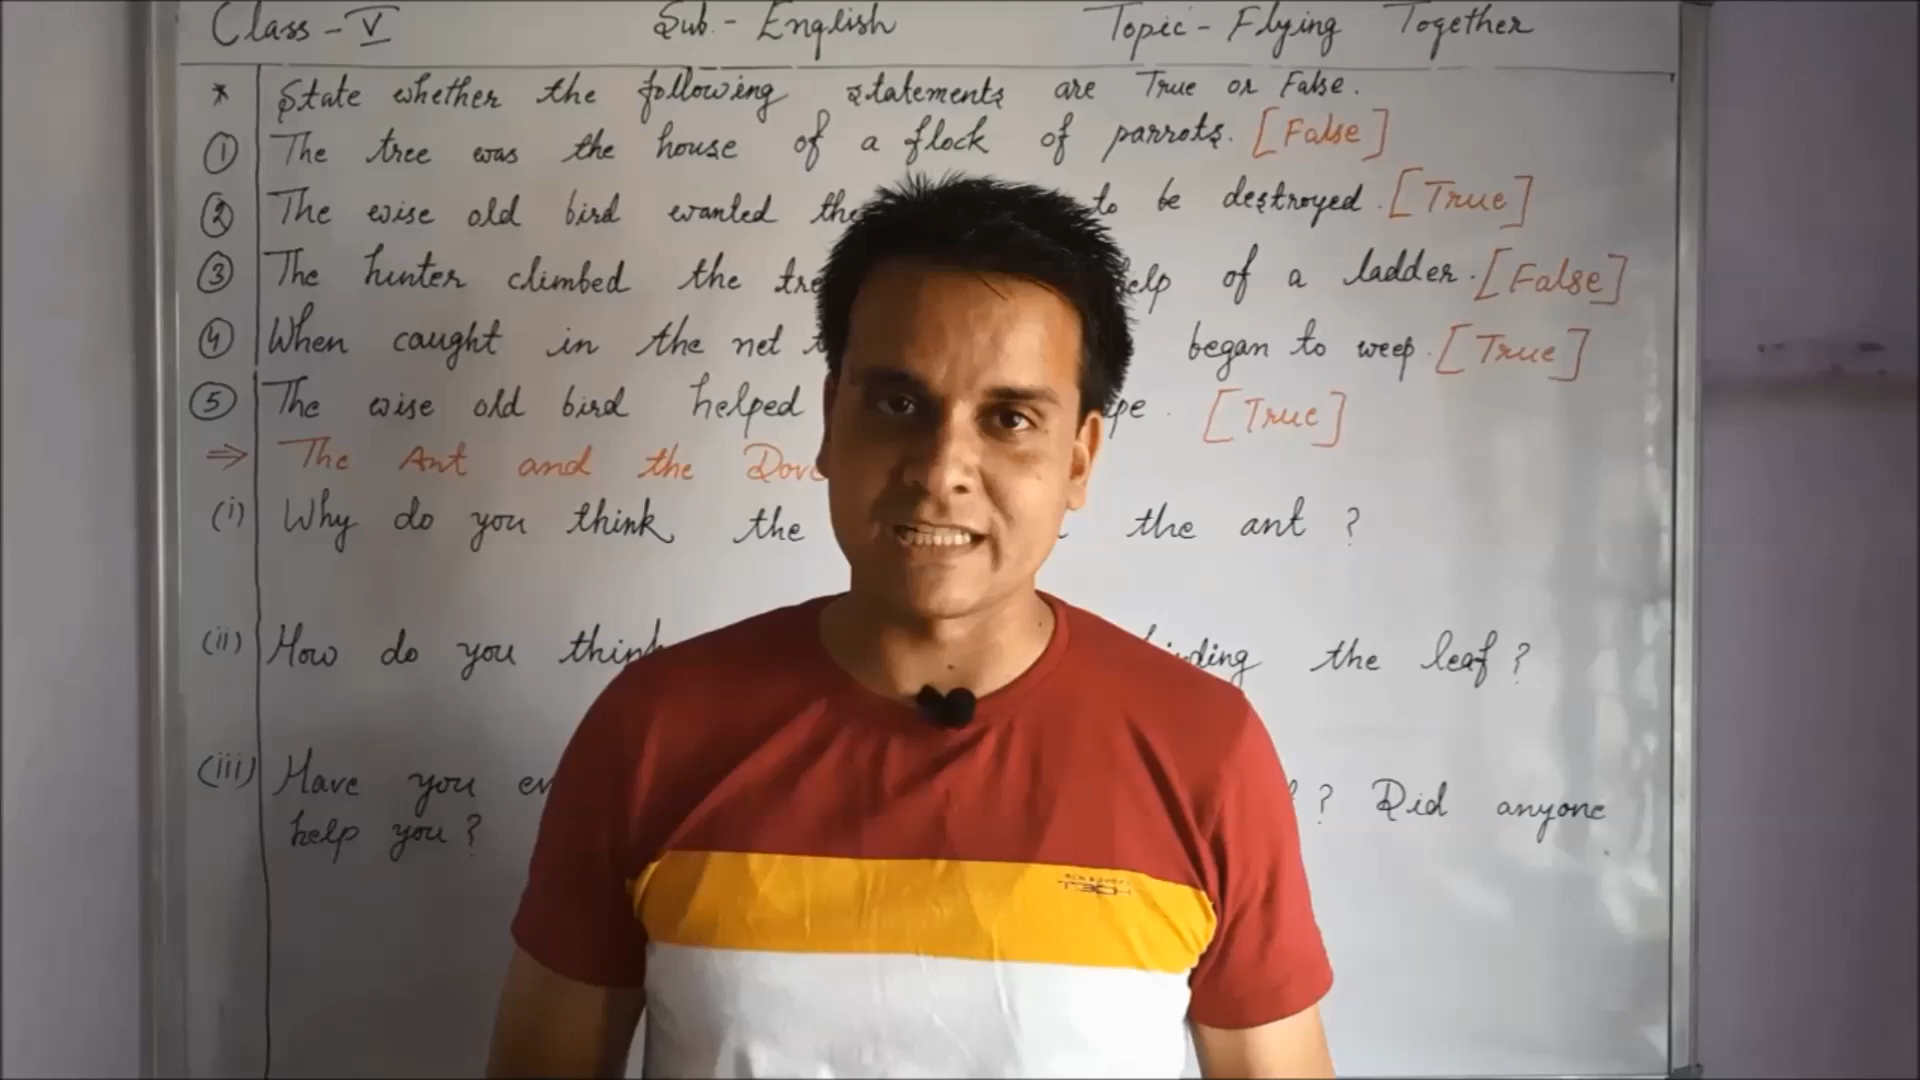 Class - V Sub. - English Topic - Flying Together
* State whether the following statements are True or False.
① The tree was the house of a flock of parrots. [False]
② The wise old bird wanted the to be destroyed. [True]
③ The hunter climbed the tre elp of a ladder. [False]
④ When caught in the net t began to weep. [True]
⑤ The wise old bird helped pe. [True]
⇒ The Ant and the Dove
(i) Why do you think the the ant ?
(ii) How do you think inding the leaf ?
(iii) Have you ev ? Did anyone
help you ?